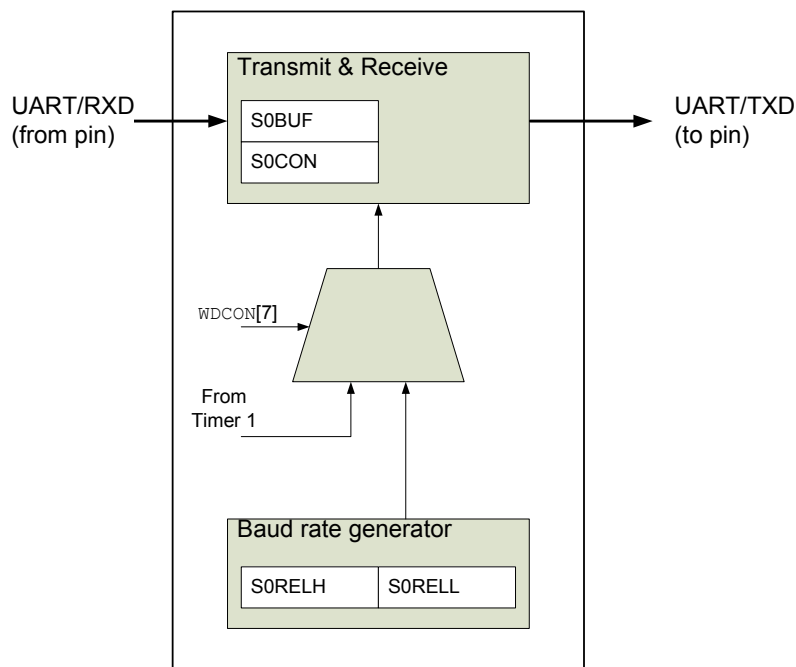 Transmit & Receive
UART/RXD
(from pin)
S0BUF
S0CON
UART/TXD
(to pin)
WDCON[7]
From
Timer 1
Baud rate generator
S0RELH
S0RELL